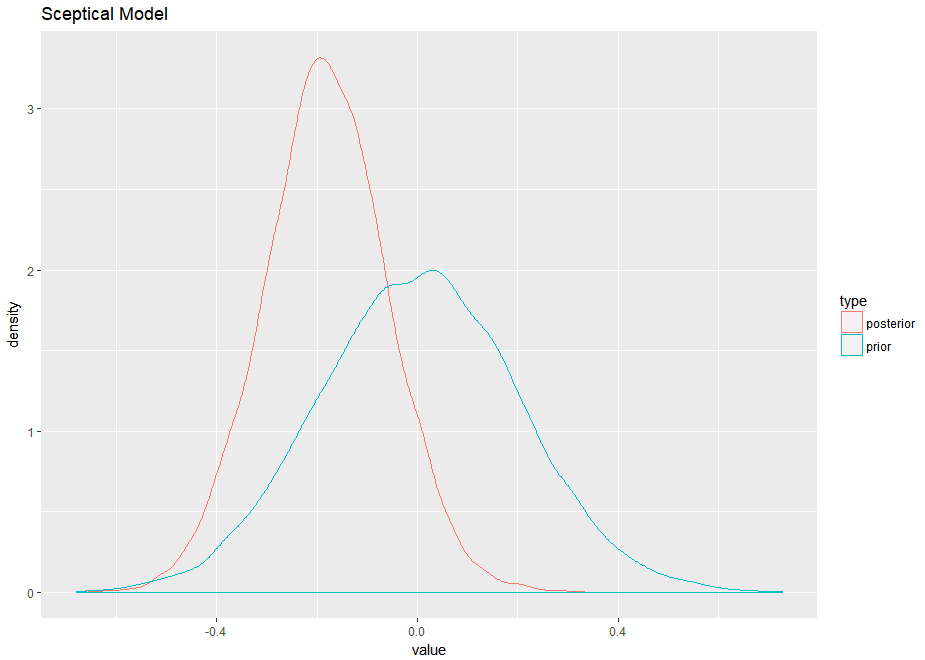 Sceptical Model
density
3
2
1
0
-0.4
0.0
0.4
value
type
posterior
prior